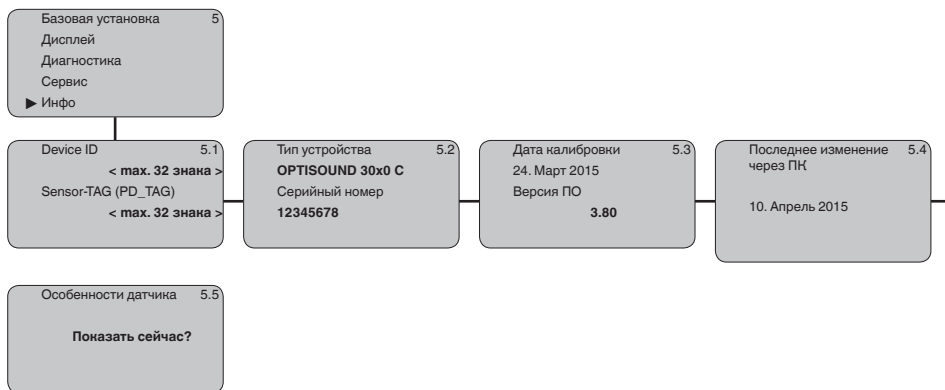 Базовая установка 5
Дисплей
Диагностика
Сервис
▶ Инфо
Device ID 5.1
< max. 32 знака >
Sensor-TAG (PD_TAG)
< max. 32 знака >
Тип устройства 5.2
OPTISOUND 30x0 C
Серийный номер
12345678
Дата калибровки 5.3
24. Март 2015
Версия ПО
3.80
Последнее изменение 5.4
через ПК
10. Апрель 2015
Особенности датчика 5.5
Показать сейчас?